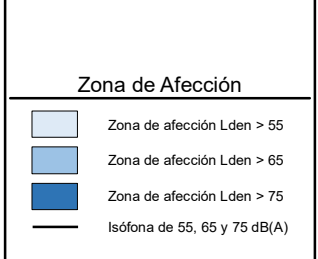 Zona de Afección
Zona de afección Lden > 55
Zona de afección Lden > 65
Zona de afección Lden > 75
Isófona de 55, 65 y 75 dB(A)